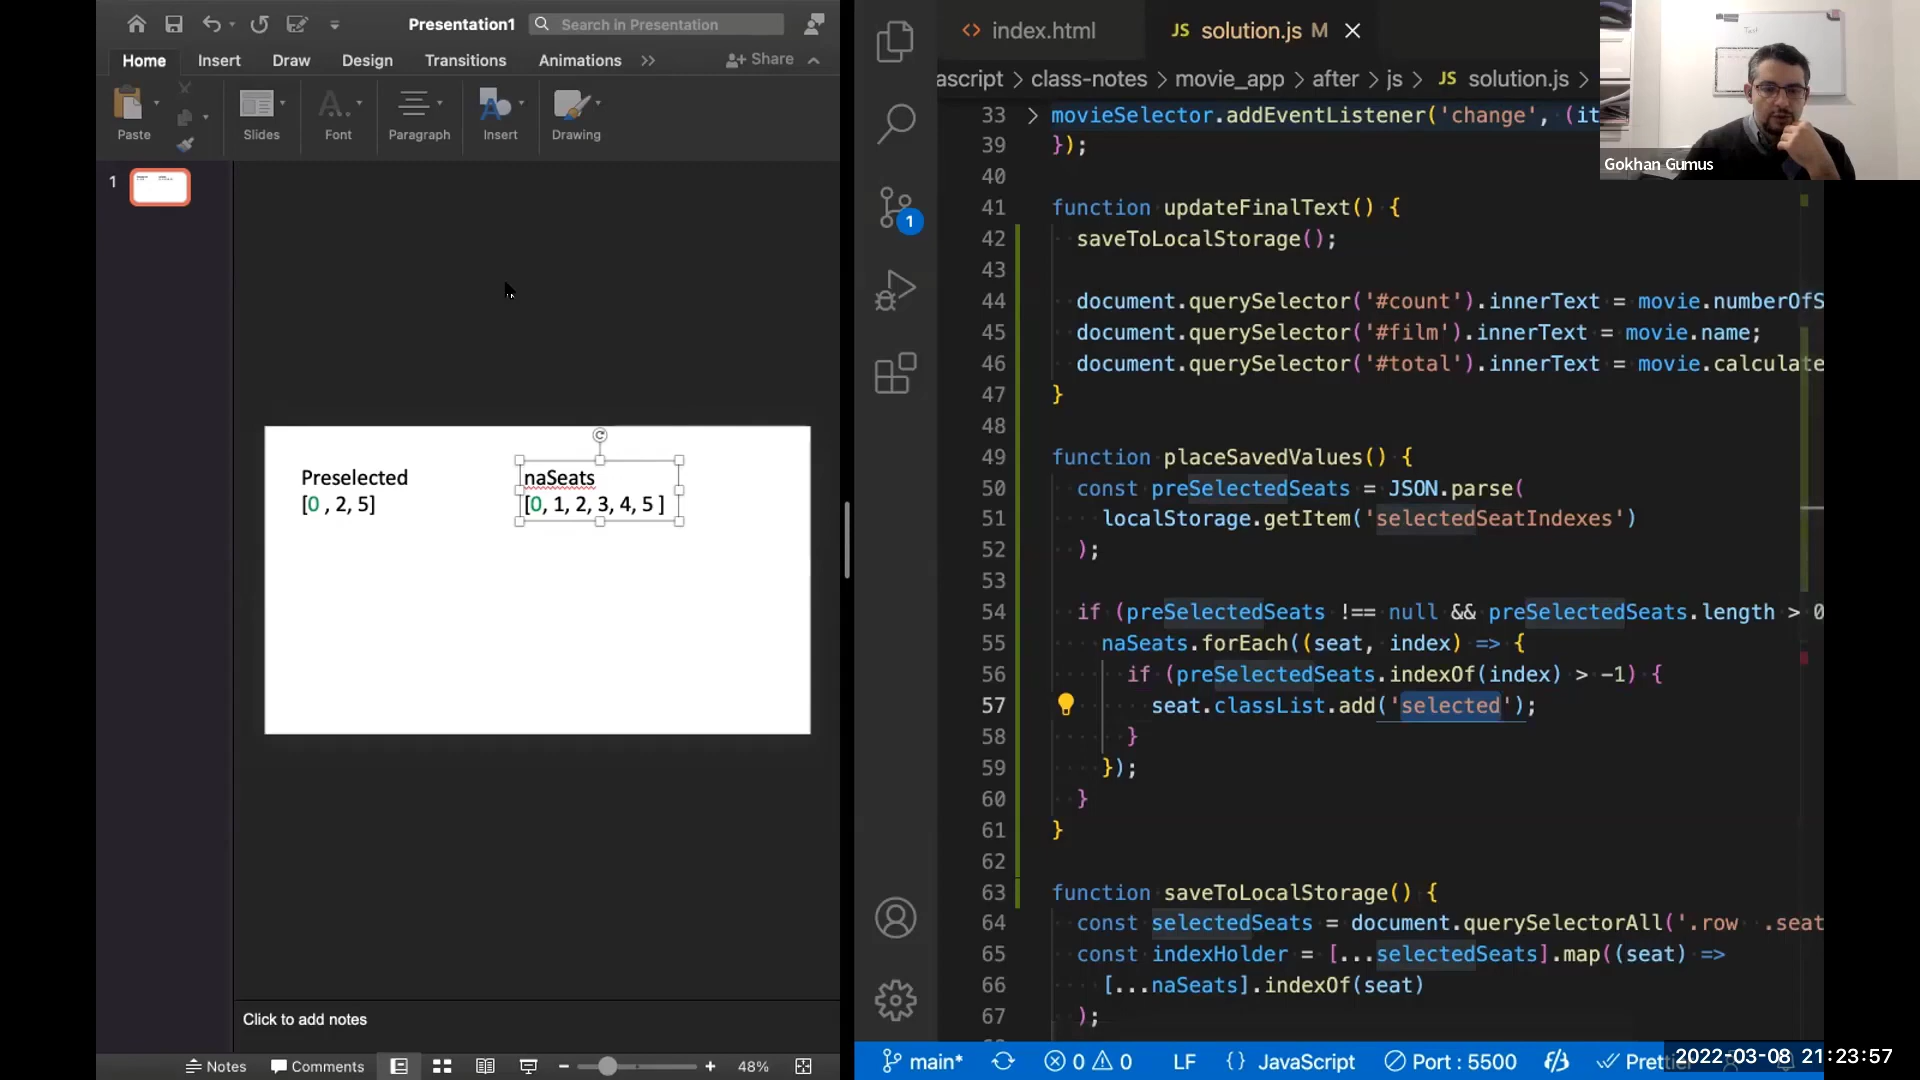 Presentation1
Search in Presentation
Home Insert Draw Design Transitions Animations Share
Paste Slides Font Paragraph Insert Drawing
1
Preselected
[0 , 2, 5]
naSeats
[0, 1, 2, 3, 4, 5 ]
Click to add notes
Notes Comments 48%
index.html JS solution.js M
ascript > class-notes > movie_app > after > js > JS solution.js >
1
33 movieSelector.addEventListener('change', (it
39 });
40
41 function updateFinalText() {
42 saveToLocalStorage();
43
44 document.querySelector('#count').innerText = movie.numberOfS
45 document.querySelector('#film').innerText = movie.name;
46 document.querySelector('#total').innerText = movie.calculate
47 }
48
49 function placeSavedValues() {
50 const preSelectedSeats = JSON.parse(
51 localStorage.getItem('selectedSeatIndexes')
52 );
53
54 if (preSelectedSeats !== null && preSelectedSeats.length > 0
55 naSeats.forEach((seat, index) => {
56 if (preSelectedSeats.indexOf(index) > -1) {
57 seat.classList.add('selected');
58 }
59 });
60 }
61 }
62
63 function saveToLocalStorage() {
64 const selectedSeats = document.querySelectorAll('.row .seat
65 const indexHolder = [...selectedSeats].map((seat) =>
66 [...naSeats].indexOf(seat)
67 );
main* 0 0 LF {} JavaScript Port : 5500
Gokhan Gumus
2022-03-08 21:23:57